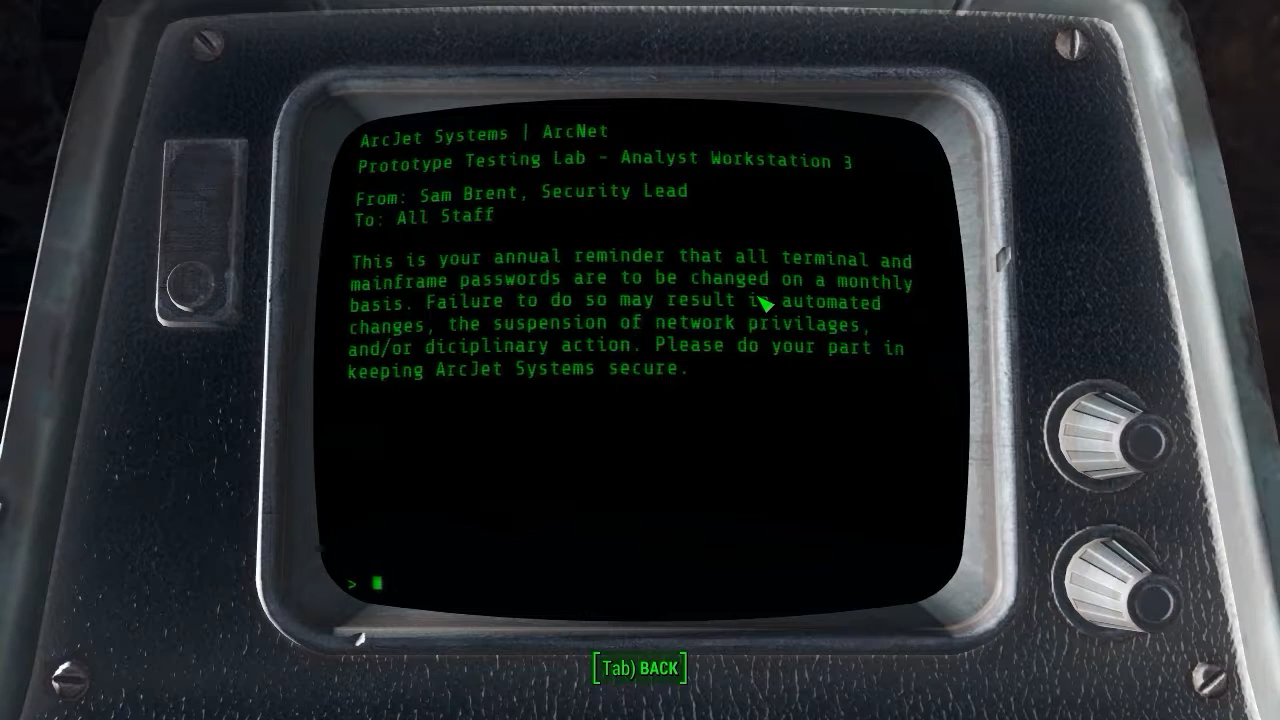 ArcJet Systems | ArcNet
Prototype Testing Lab - Analyst Workstation 3
From: Sam Brent, Security Lead
To: All Staff
This is your annual reminder that all terminal and
mainframe passwords are to be changed on a monthly
basis. Failure to do so may result in automated
changes, the suspension of network privilages,
and/or diciplinary action. Please do your part in
keeping ArcJet Systems secure.
>
[Tab) BACK]